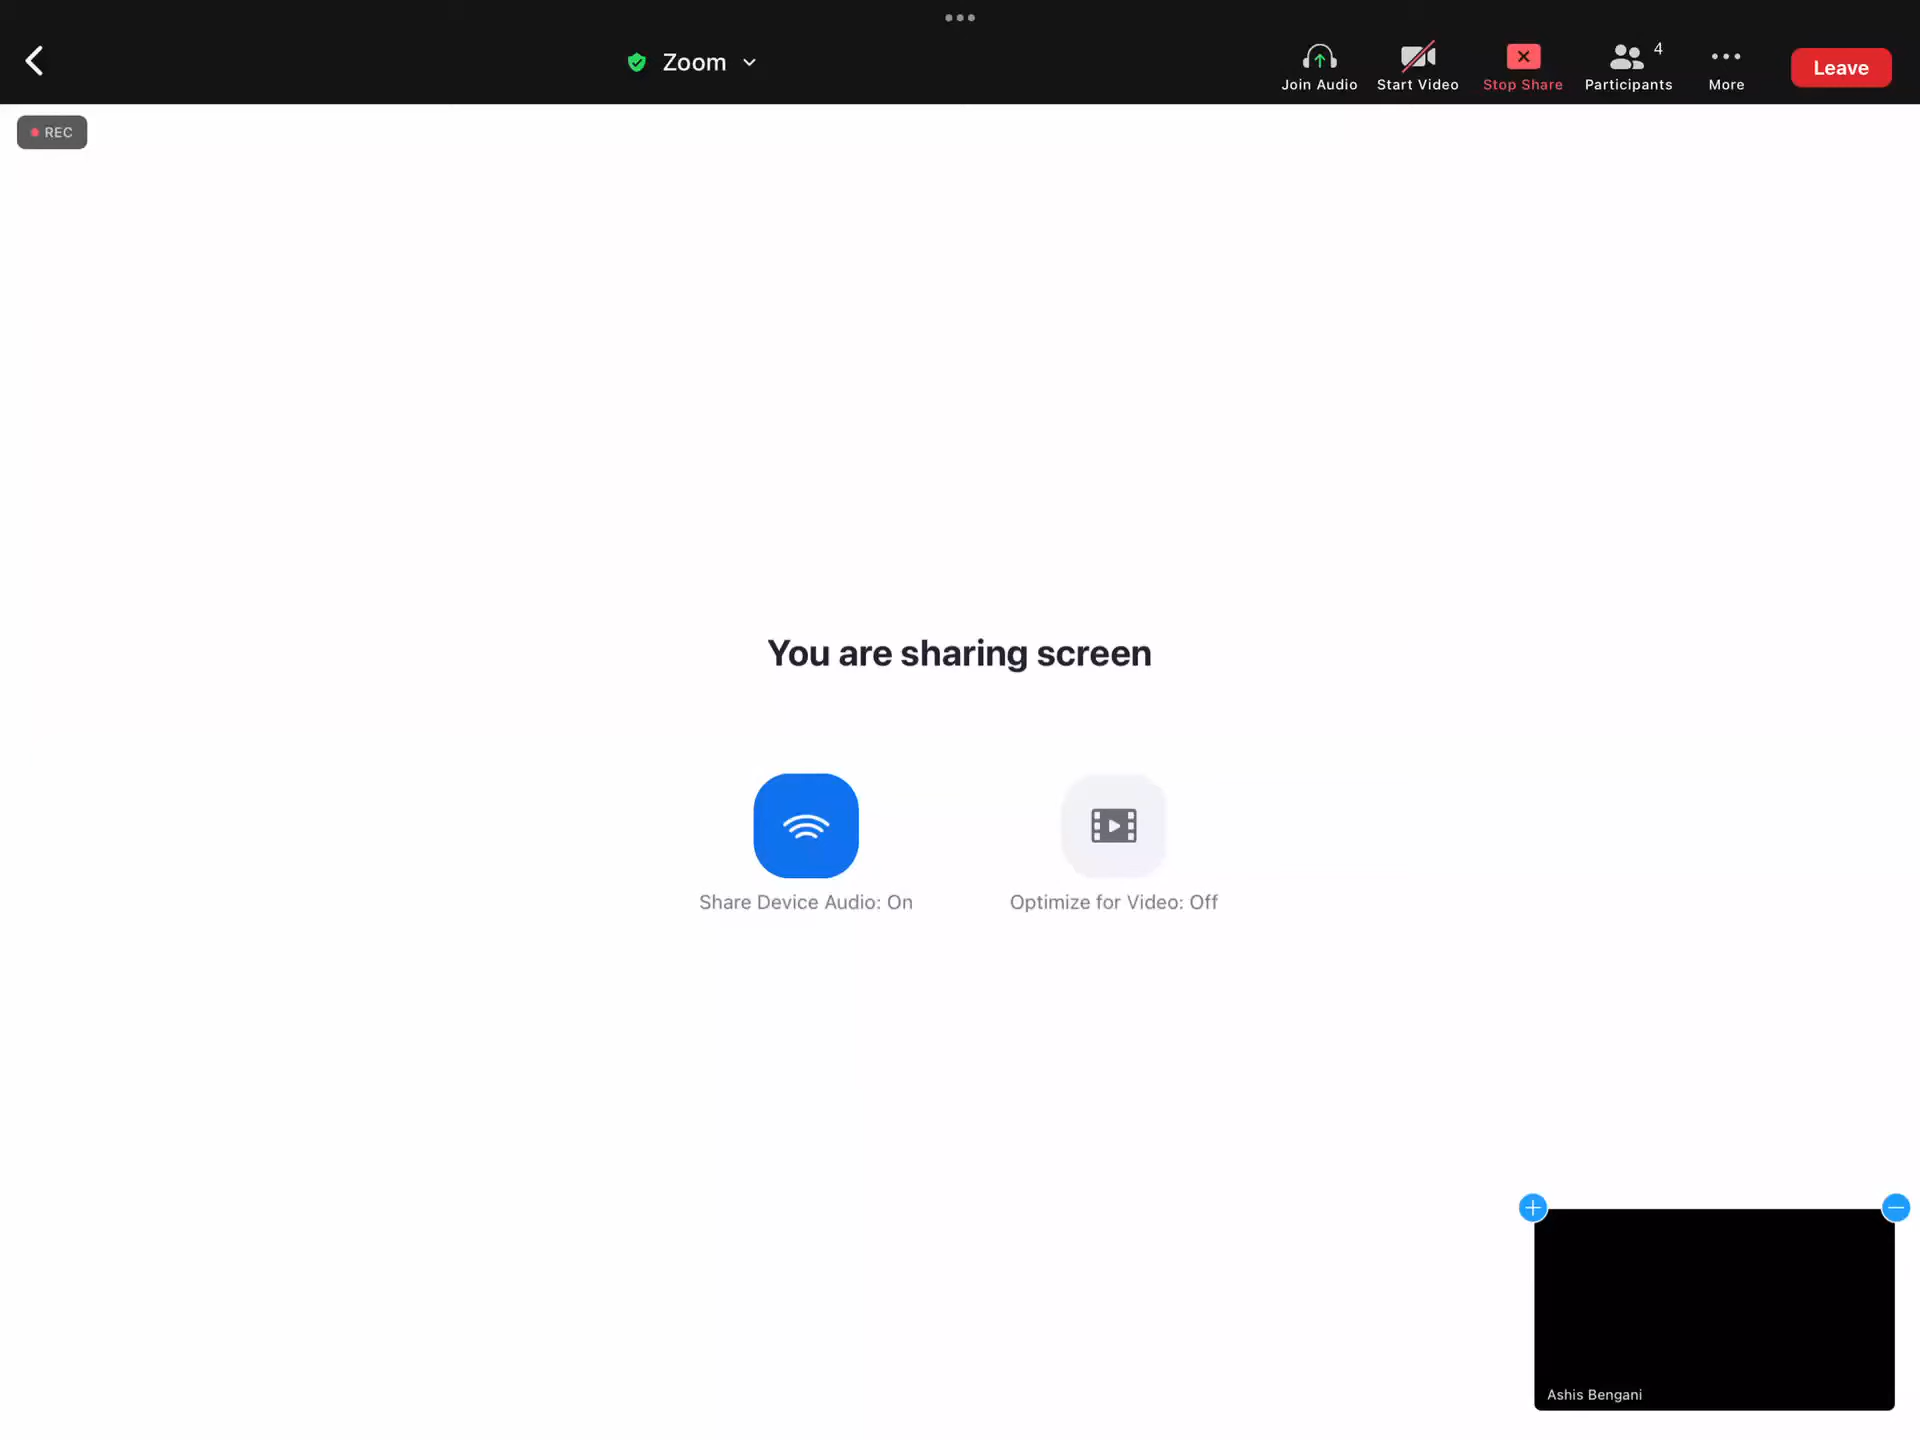 Zoom
Join Audio
Start Video
Stop Share
Participants
4
More
Leave
REC
You are sharing screen
Share Device Audio: On
Optimize for Video: Off
Ashis Bengani